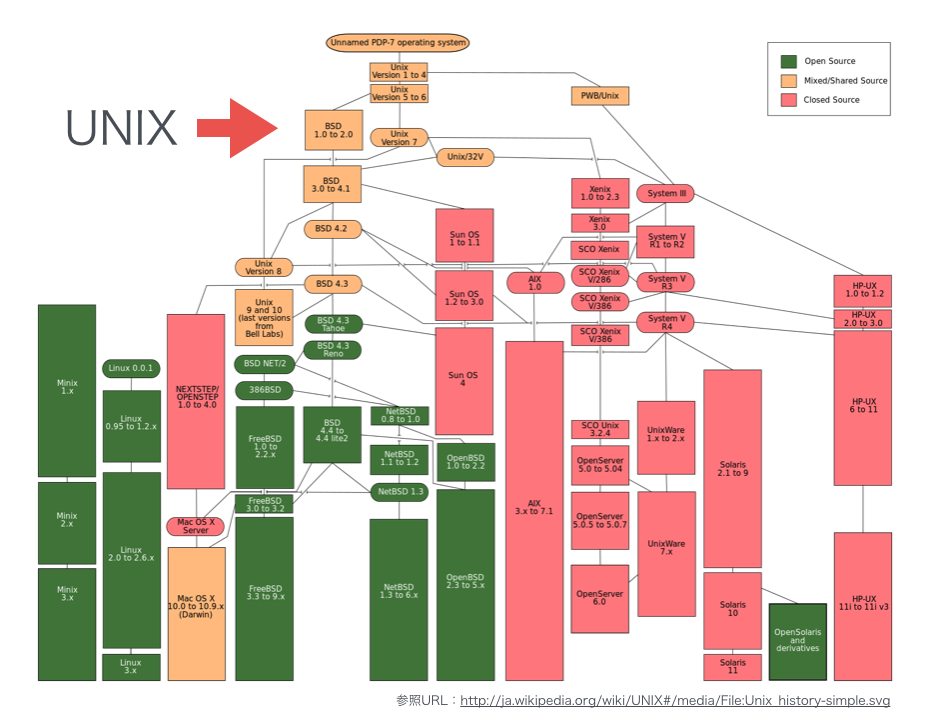 Unnamed PDP-7 operating system
Unix
Version 1 to 4
Unix
Version 5 to 6
PWB/Unix
Open Source
Mixed/Shared Source
Closed Source
UNIX
BSD
1.0 to 2.0
Unix
Version 7
Unix/32V
BSD
3.0 to 4.1
Xenix
1.0 to 2.3
System III
Xenix
3.0
Sun OS
1 to 1.1
BSD 4.2
System V
R1 to R2
SCO Xenix
Unix
Version 8
SCO Xenix
V/286
AIX
1.0
BSD 4.3
Sun OS
1.2 to 3.0
System V
R3
HP-UX
1.0 to 1.2
Unix
9 and 10
(last versions
from
Bell Labs)
SCO Xenix
V/386
HP-UX
2.0 to 3.0
BSD 4.3
Tahoe
System V
R4
SCO Xenix
V/386
BSD 4.3
Reno
BSD NET/2
Sun OS
4
Linux 0.0.1
Minix
1.x
NEXTSTEP/
OPENSTEP
1.0 to 4.0
386BSD
HP-UX
6 to 11
NetBSD
0.8 to 1.0
Linux
0.95 to 1.2.x
FreeBSD
1.0 to
2.2.x
BSD
4.4 to
4.4 lite2
SCO Unix
3.2.4
UnixWare
1.x to 2.x
NetBSD
1.1 to 1.2
OpenBSD
1.0 to 2.2
OpenServer
5.0 to 5.04
Solaris
2.1 to 9
NetBSD 1.3
FreeBSD
3.0 to 3.2
AIX
3.x to 7.1
Minix
2.x
Mac OS X
Server
OpenServer
5.0.5 to 5.0.7
Linux
2.0 to 2.6.x
UnixWare
7.x
Minix
3.x
Mac OS X
10.0 to 10.9.x
(Darwin)
FreeBSD
3.3 to 9.x
NetBSD
1.3 to 6.x
OpenBSD
2.3 to 5.x
OpenServer
6.0
Solaris
10
HP-UX
11i to 11i v3
OpenSolaris
and
derivatives
Linux
3.x
Solaris
11
参照URL：http://ja.wikipedia.org/wiki/UNIX#/media/File:Unix_history-simple.svg